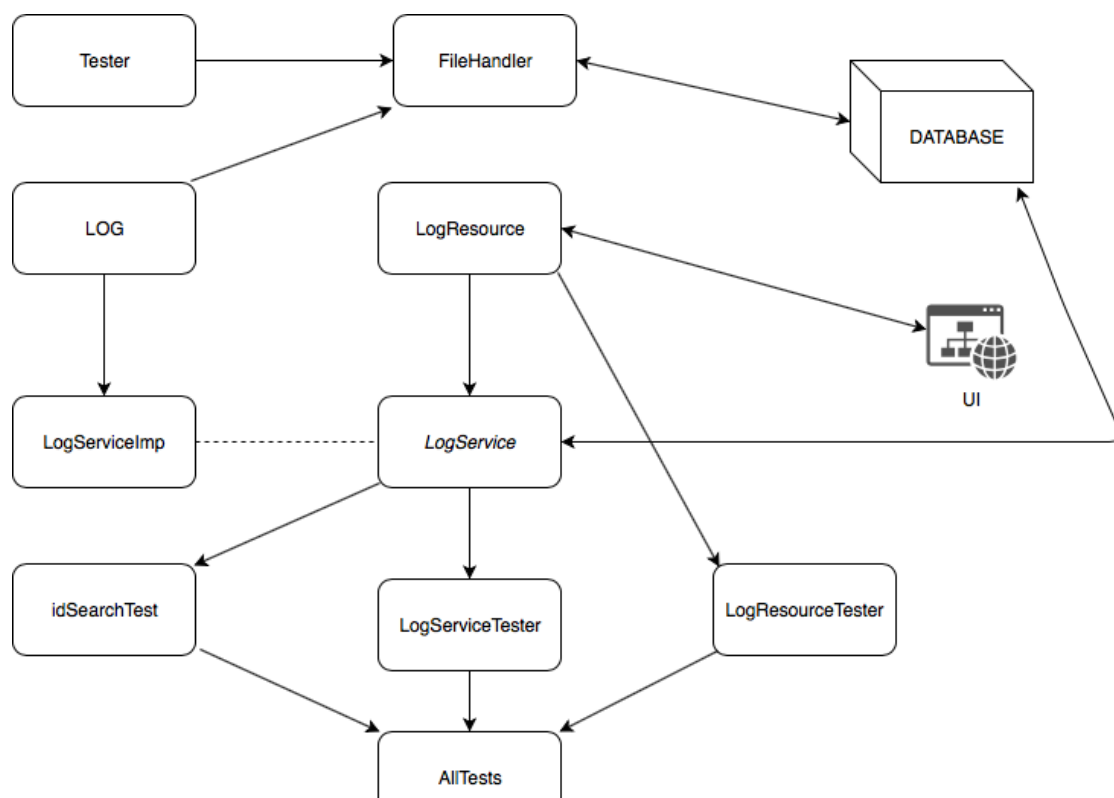 Tester
FileHandler
DATABASE
LOG
LogResource
UI
LogServiceImp
LogService
idSearchTest
LogServiceTester
LogResourceTester
AllTests